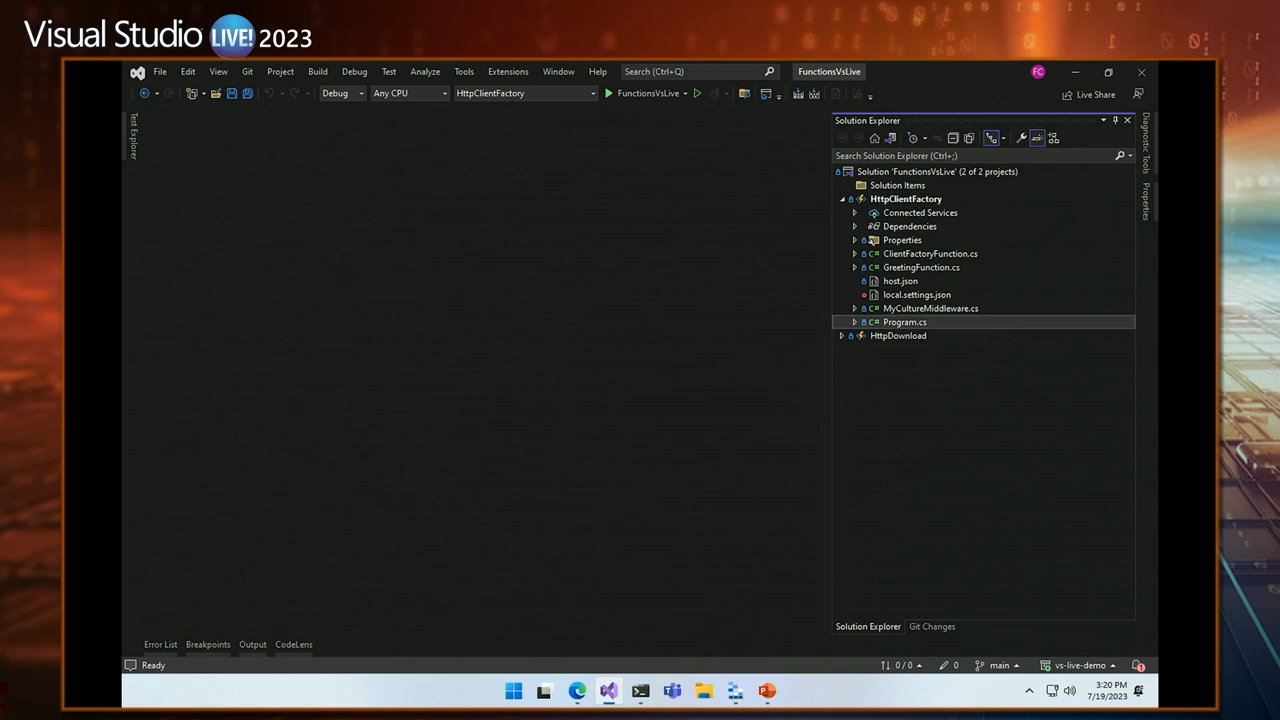 Visual Studio LIVE! 2023
File Edit View Git Project Build Debug Test Analyze Tools Extensions Window Help Search (Ctrl+Q) FunctionsVsLive FC
Debug Any CPU HttpClientFactory FunctionsVsLive Live Share
Test Explorer
Solution Explorer
Search Solution Explorer (Ctrl+;)
Solution 'FunctionsVsLive' (2 of 2 projects)
Solution Items
HttpClientFactory
Connected Services
Dependencies
Properties
C# ClientFactoryFunction.cs
C# GreetingFunction.cs
host.json
local.settings.json
C# MyCultureMiddleware.cs
C# Program.cs
HttpDownload
Diagnostic Tools
Properties
Solution Explorer Git Changes
Error List Breakpoints Output CodeLens
Ready 0 / 0 0 main vs-live-demo 1
3:20 PM
7/19/2023